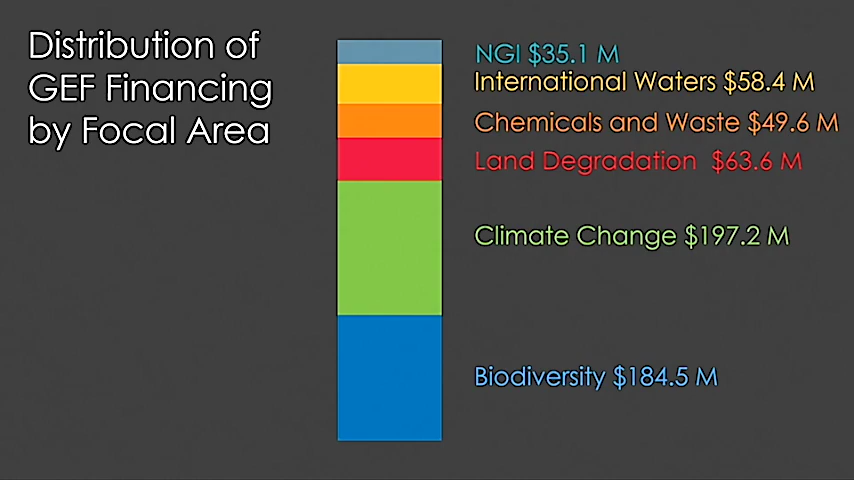 Distribution of
GEF Financing
by Focal Area
NGI $35.1 M
International Waters $58.4 M
Chemicals and Waste $49.6 M
Land Degradation $63.6 M
Climate Change $197.2 M
Biodiversity $184.5 M